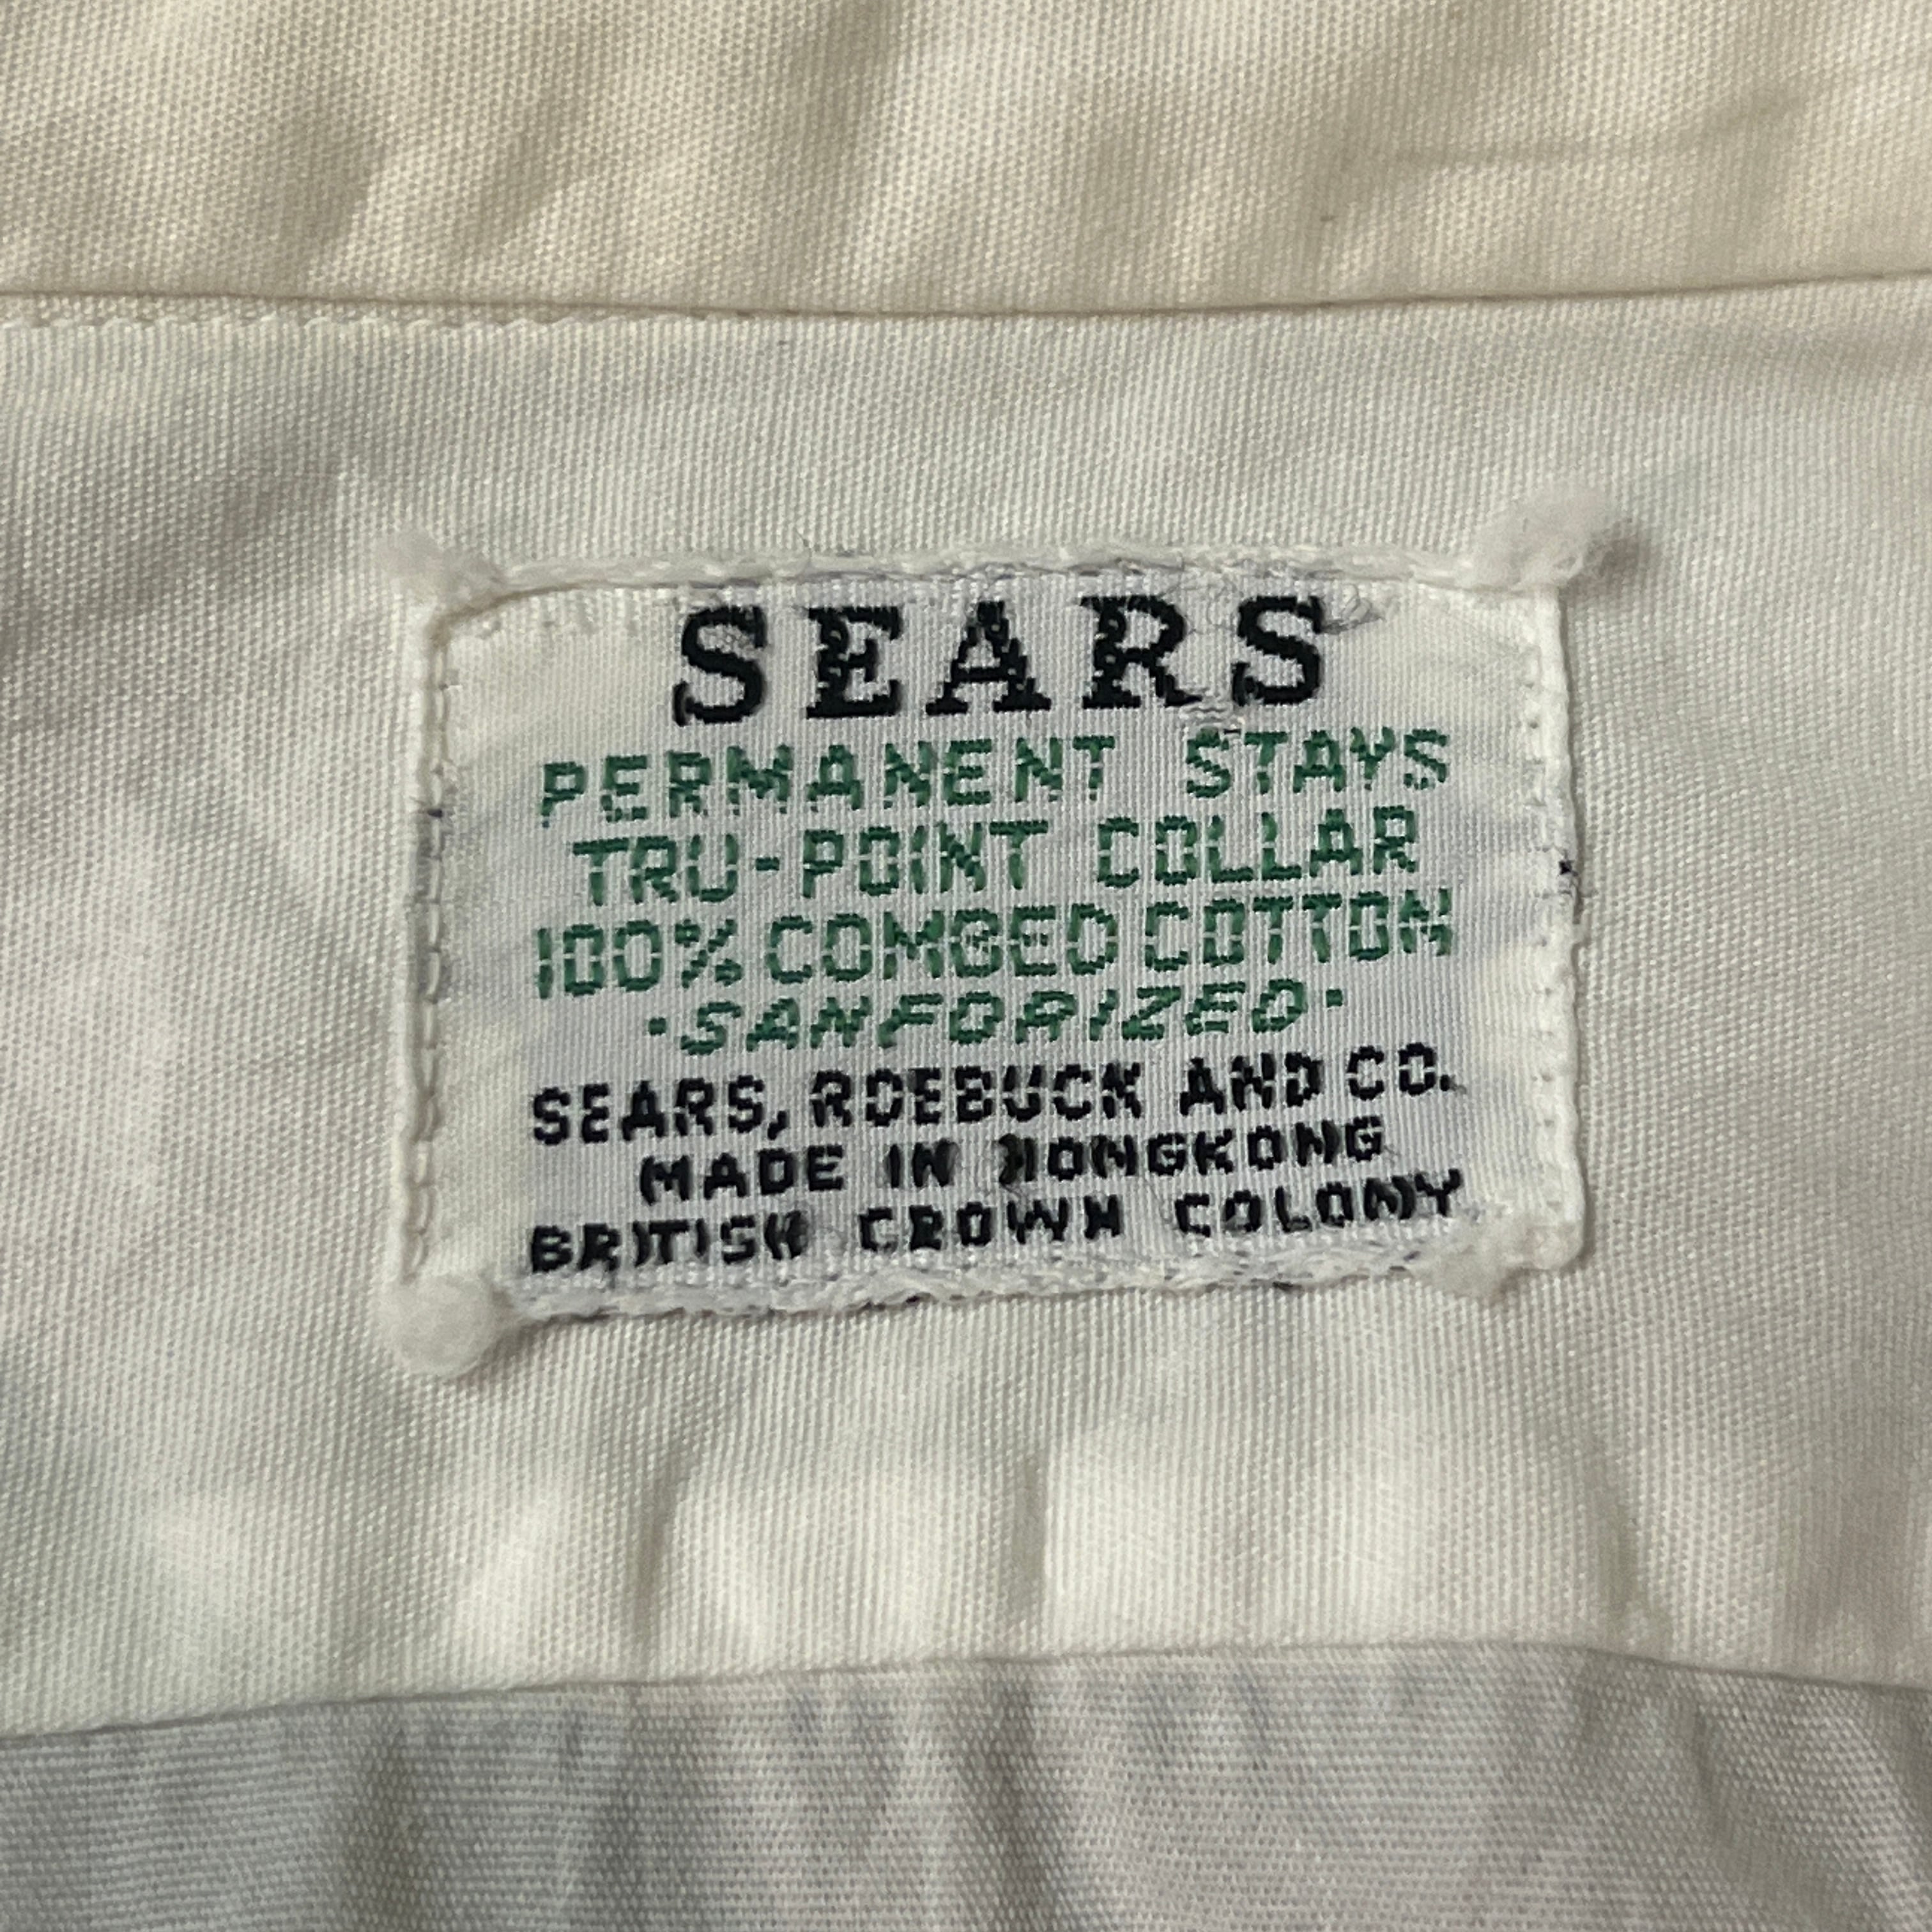 SEARS
PERMANENT STAYS
TRU-POINT COLLAR
100% COMBED COTTON
·SANFORIZED·
SEARS, ROEBUCK AND CO.
MADE IN HONGKONG
BRITISH CROWN COLONY